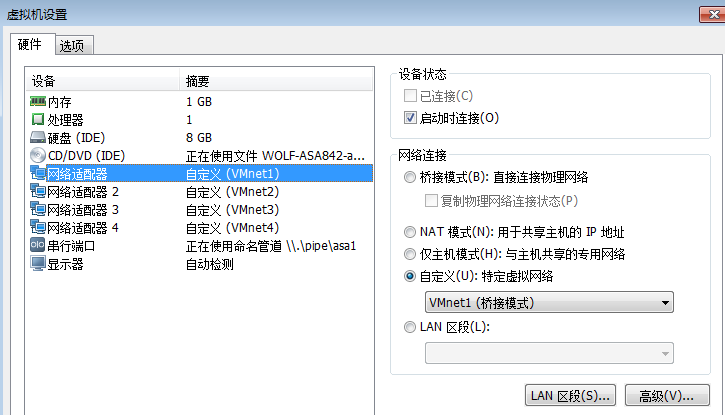 虚拟机设置
硬件 选项
设备 摘要
内存 1 GB
处理器 1
硬盘 (IDE) 8 GB
CD/DVD (IDE) 正在使用文件 WOLF-ASA842-a...
网络适配器 自定义 (VMnet1)
网络适配器 2 自定义 (VMnet2)
网络适配器 3 自定义 (VMnet3)
网络适配器 4 自定义 (VMnet4)
串行端口 正在使用命名管道 \\.\pipe\asa1
显示器 自动检测
设备状态
已连接(C)
启动时连接(O)
网络连接
桥接模式(B): 直接连接物理网络
复制物理网络连接状态(P)
NAT 模式(N): 用于共享主机的 IP 地址
仅主机模式(H): 与主机共享的专用网络
自定义(U): 特定虚拟网络
VMnet1 (桥接模式)
LAN 区段(L):
LAN 区段(S)... 高级(V)...